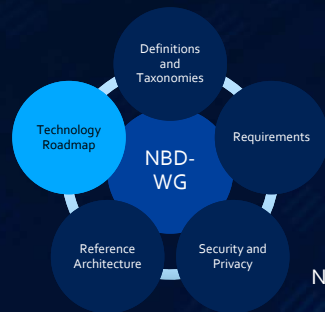 Definitions
and
Taxonomies
Technology
Roadmap
Requirements
NBD-
WG
Reference
Architecture
Security and
Privacy
N